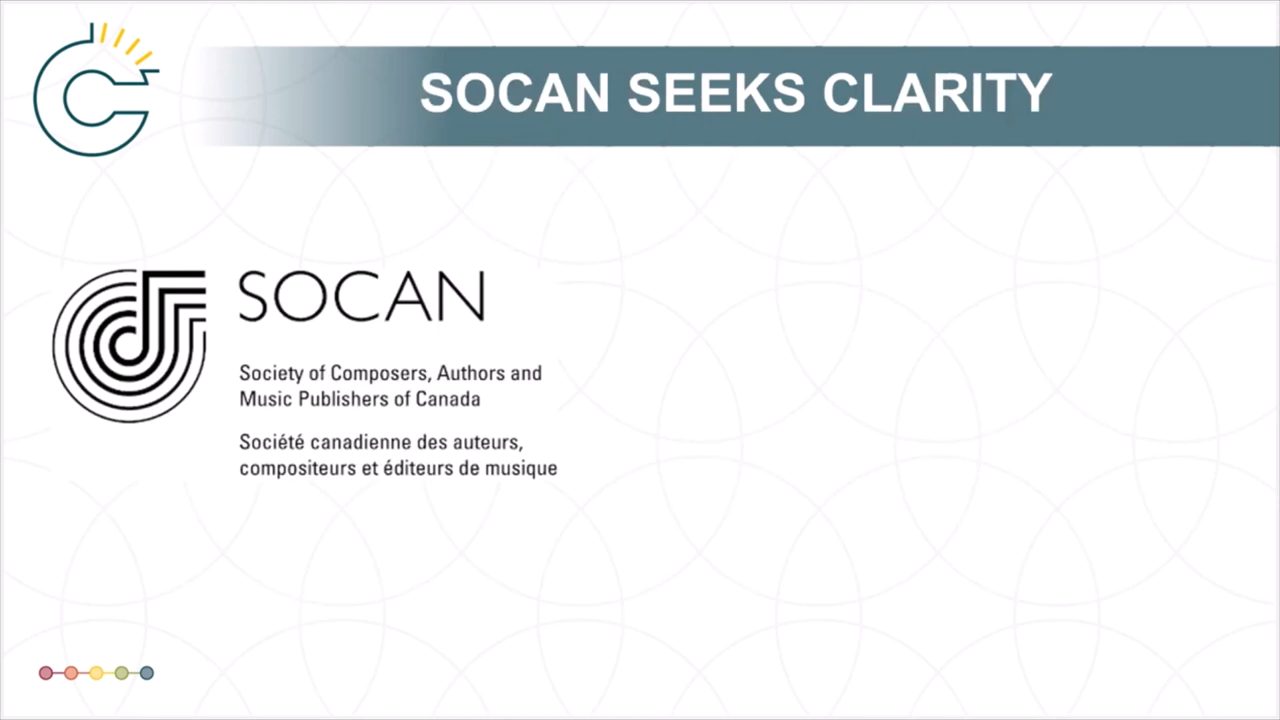 SOCAN SEEKS CLARITY
SOCAN
Society of Composers, Authors and
Music Publishers of Canada
Société canadienne des auteurs,
compositeurs et éditeurs de musique